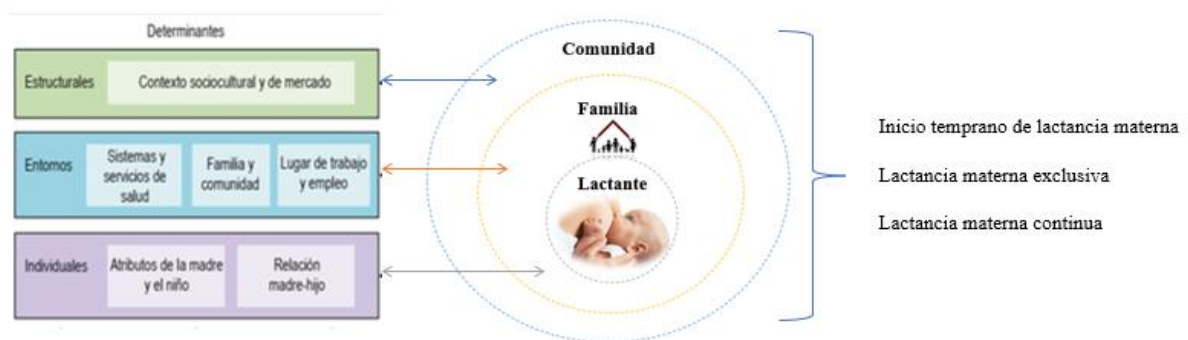 Determinantes
Estructurales
Contexto sociocultural y de mercado
Entornos
Sistemas y
servicios de
salud
Familia y
comunidad
Lugar de trabajo
y empleo
Individuales
Atributos de la madre
y el niño
Relación
madre-hijo
Comunidad
Familia
Lactante
Inicio temprano de lactancia materna
Lactancia materna exclusiva
Lactancia materna continua